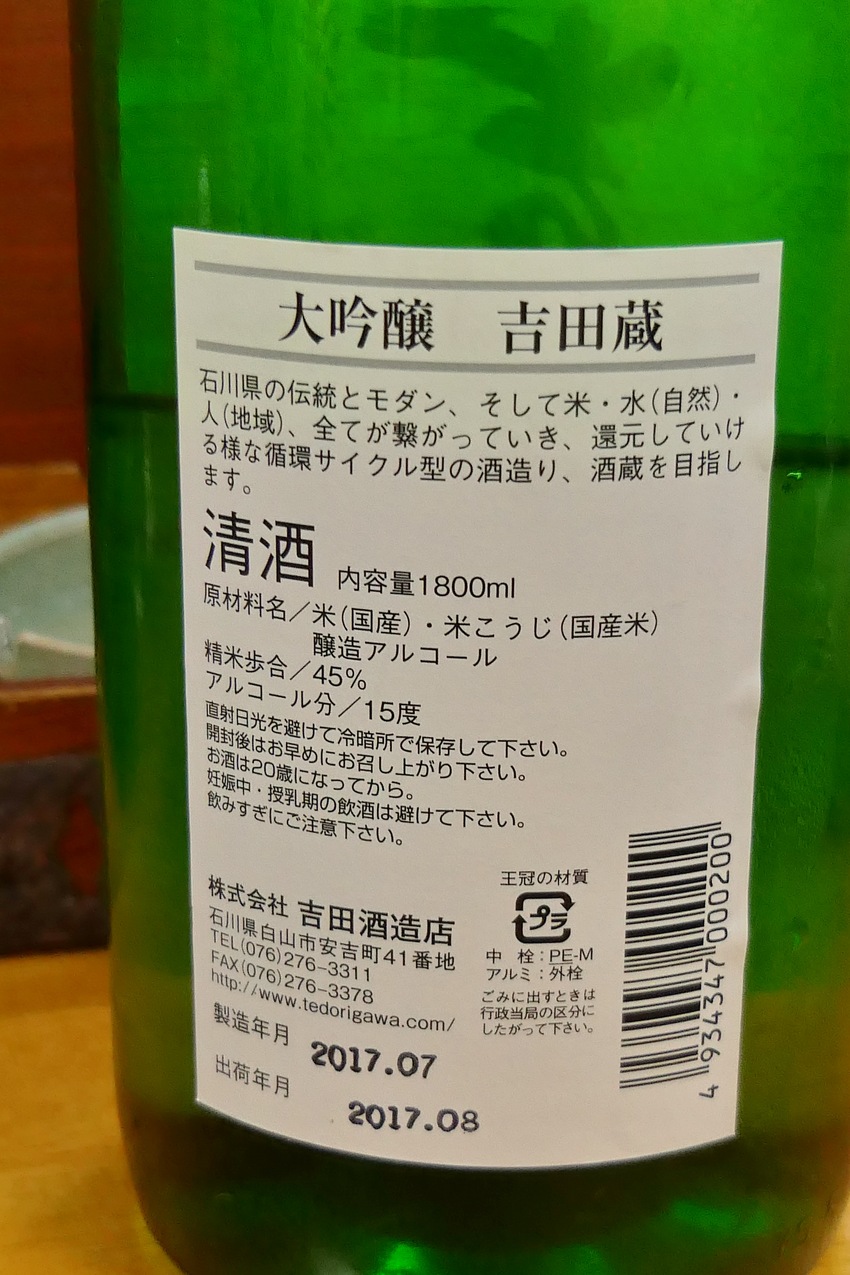 大吟醸　吉田蔵
石川県の伝統とモダン、そして米・水(自然)・
人(地域)、全てが繋がっていき、還元していけ
る様な循環サイクル型の酒造り、酒蔵を目指し
ます。
清酒 内容量1800ml
原材料名／米(国産)・米こうじ(国産米)
醸造アルコール
精米歩合／45%
アルコール分／15度
直射日光を避けて冷暗所で保存して下さい。
開封後はお早めにお召し上がり下さい。
お酒は20歳になってから。
妊娠中・授乳期の飲酒は避けて下さい。
飲みすぎにご注意下さい。
株式会社 吉田酒造店
石川県白山市安吉町41番地
TEL(076)276-3311
FAX(076)276-3378
http://www.tedorigawa.com/
製造年月 2017.07
出荷年月 2017.08
王冠の材質
プラ
中　栓：PE-M
アルミ：外栓
ごみに出すときは
行政当局の区分に
したがって下さい。
4 934347 000200